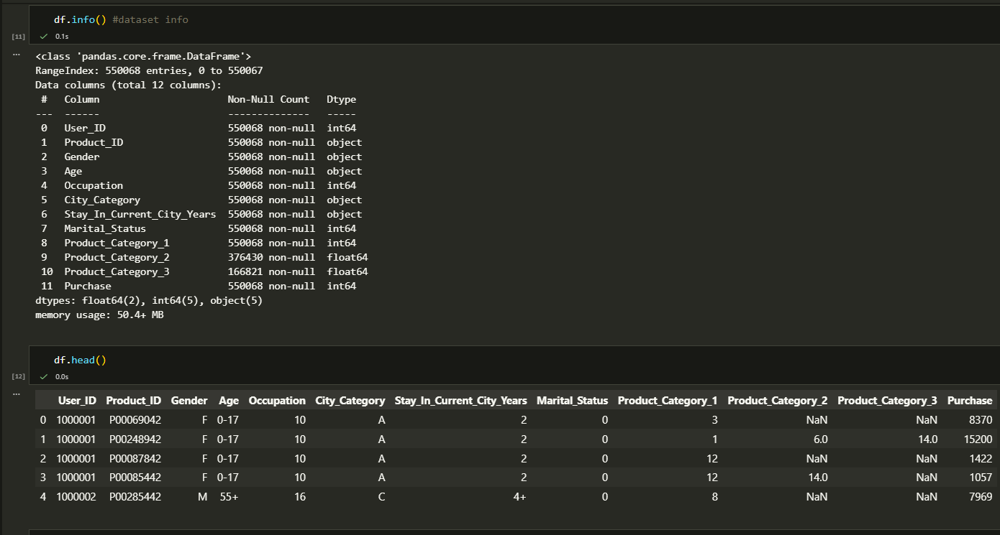 df.info() #dataset info
[11] ✓ 0.1s
... <class 'pandas.core.frame.DataFrame'>
RangeIndex: 550068 entries, 0 to 550067
Data columns (total 12 columns):
 #   Column                      Non-Null Count   Dtype
---  ------                      --------------   -----
 0   User_ID                     550068 non-null  int64
 1   Product_ID                  550068 non-null  object
 2   Gender                      550068 non-null  object
 3   Age                         550068 non-null  object
 4   Occupation                  550068 non-null  int64
 5   City_Category               550068 non-null  object
 6   Stay_In_Current_City_Years  550068 non-null  object
 7   Marital_Status              550068 non-null  int64
 8   Product_Category_1          550068 non-null  int64
 9   Product_Category_2          376430 non-null  float64
 10  Product_Category_3          166821 non-null  float64
 11  Purchase                    550068 non-null  int64
dtypes: float64(2), int64(5), object(5)
memory usage: 50.4+ MB
df.head()
[12] ✓ 0.0s
...
User_ID Product_ID Gender Age Occupation City_Category Stay_In_Current_City_Years Marital_Status Product_Category_1 Product_Category_2 Product_Category_3 Purchase
0 1000001 P00069042 F 0-17 10 A 2 0 3 NaN NaN 8370
1 1000001 P00248942 F 0-17 10 A 2 0 1 6.0 14.0 15200
2 1000001 P00087842 F 0-17 10 A 2 0 12 NaN NaN 1422
3 1000001 P00085442 F 0-17 10 A 2 0 12 14.0 NaN 1057
4 1000002 P00285442 M 55+ 16 C 4+ 0 8 NaN NaN 7969